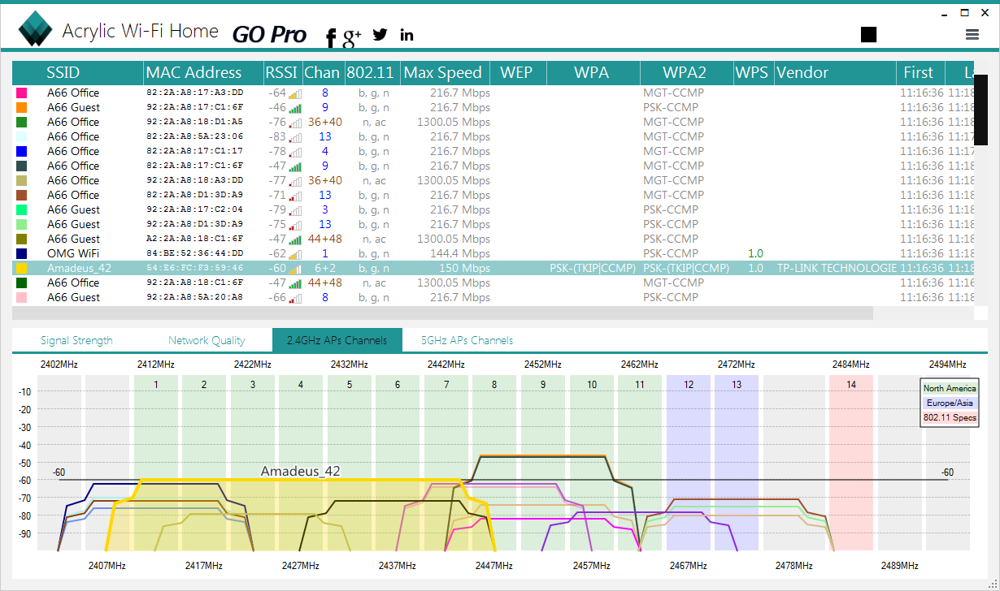 Acrylic Wi-Fi Home GO Pro f g+ in
SSID MAC Address RSSI Chan 802.11 Max Speed WEP WPA WPA2 WPS Vendor First La
A66 Office 82:2A:A8:17:A3:DD -64 8 b, g, n 216.7 Mbps MGT-CCMP 11:16:36 11:18
A66 Guest 92:2A:A8:17:C1:6F -46 9 b, g, n 216.7 Mbps PSK-CCMP 11:16:36 11:18
A66 Office 92:2A:A8:18:D1:A5 -76 36+40 n, ac 1300.05 Mbps MGT-CCMP 11:16:36 11:18
A66 Office 82:2A:A8:5A:23:06 -83 13 b, g, n 216.7 Mbps MGT-CCMP 11:16:36 11:18
A66 Office 82:2A:A8:17:C1:17 -78 4 b, g, n 216.7 Mbps MGT-CCMP 11:16:36 11:17
A66 Office 82:2A:A8:17:C1:6F -47 9 b, g, n 216.7 Mbps MGT-CCMP 11:16:36 11:18
A66 Office 92:2A:A8:18:A3:DD -77 36+40 n, ac 1300.05 Mbps MGT-CCMP 11:16:36 11:18
A66 Office 82:2A:A8:D1:3D:A9 -71 13 b, g, n 216.7 Mbps MGT-CCMP 11:16:36 11:18
A66 Guest 92:2A:A8:17:C2:04 -79 3 b, g, n 216.7 Mbps PSK-CCMP 11:16:36 11:18
A66 Guest 92:2A:A8:D1:3D:A9 -75 13 b, g, n 216.7 Mbps PSK-CCMP 11:16:36 11:18
A66 Guest A2:2A:A8:18:C1:6F -47 44+48 n, ac 1300.05 Mbps PSK-CCMP 11:16:36 11:18
OMG WiFi 84:BE:52:36:44:DD -62 1 b, g, n 144.4 Mbps PSK-CCMP 1.0 11:16:36 11:18
Amadeus_42 54:E6:FC:F3:59:46 -60 6+2 b, g, n 150 Mbps PSK-(TKIP|CCMP) PSK-(TKIP|CCMP) 1.0 TP-LINK TECHNOLOGIE 11:16:36 11:18
A66 Office 92:2A:A8:18:C1:6F -47 44+48 n, ac 1300.05 Mbps MGT-CCMP 11:16:36 11:18
A66 Guest 92:2A:A8:5A:20:A8 -66 8 b, g, n 216.7 Mbps PSK-CCMP 11:16:36 11:18
Signal Strength Network Quality 2.4GHz APs Channels 5GHz APs Channels
2402MHz 2412MHz 2422MHz 2432MHz 2442MHz 2452MHz 2462MHz 2472MHz 2484MHz 2494MHz
1 2 3 4 5 6 7 8 9 10 11 12 13 14
North America
Europe/Asia
802.11 Specs
-10
-20
-30
-40
-50
-60 Amadeus_42 -60
-60
-70
-80
-90
2407MHz 2417MHz 2427MHz 2437MHz 2447MHz 2457MHz 2467MHz 2478MHz 2489MHz